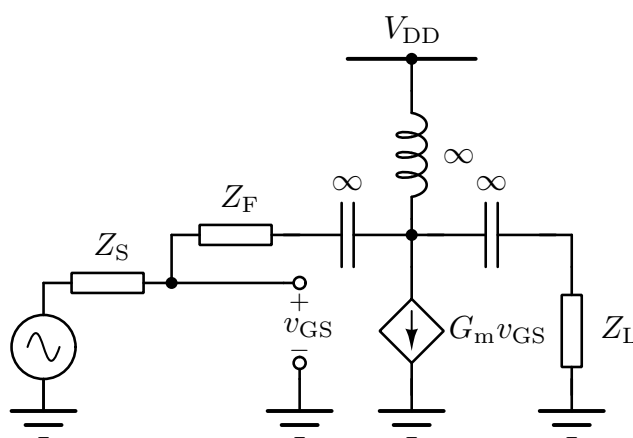 V_DD
∞
∞
∞
Z_F
Z_S
+
v_GS
−
G_m v_GS
Z_L